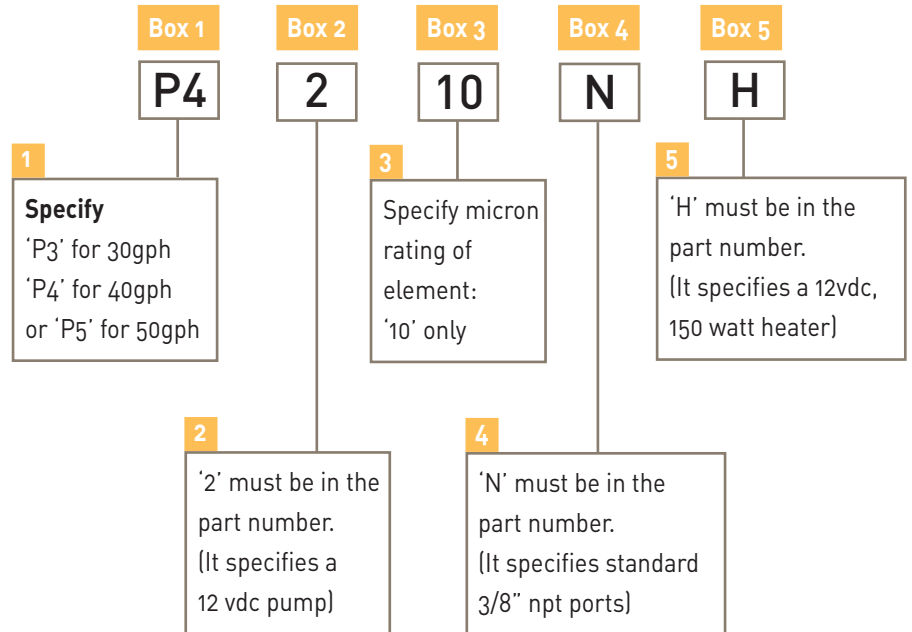 Box 1 Box 2 Box 3 Box 4 Box 5
P4 2 10 N H
1
Specify
‘P3’ for 30gph
‘P4’ for 40gph
or ‘P5’ for 50gph
3
Specify micron
rating of
element:
‘10’ only
5
‘H’ must be in the
part number.
(It specifies a 12vdc,
150 watt heater)
2
‘2’ must be in the
part number.
(It specifies a
12 vdc pump)
4
‘N’ must be in the
part number.
(It specifies standard
3/8” npt ports)